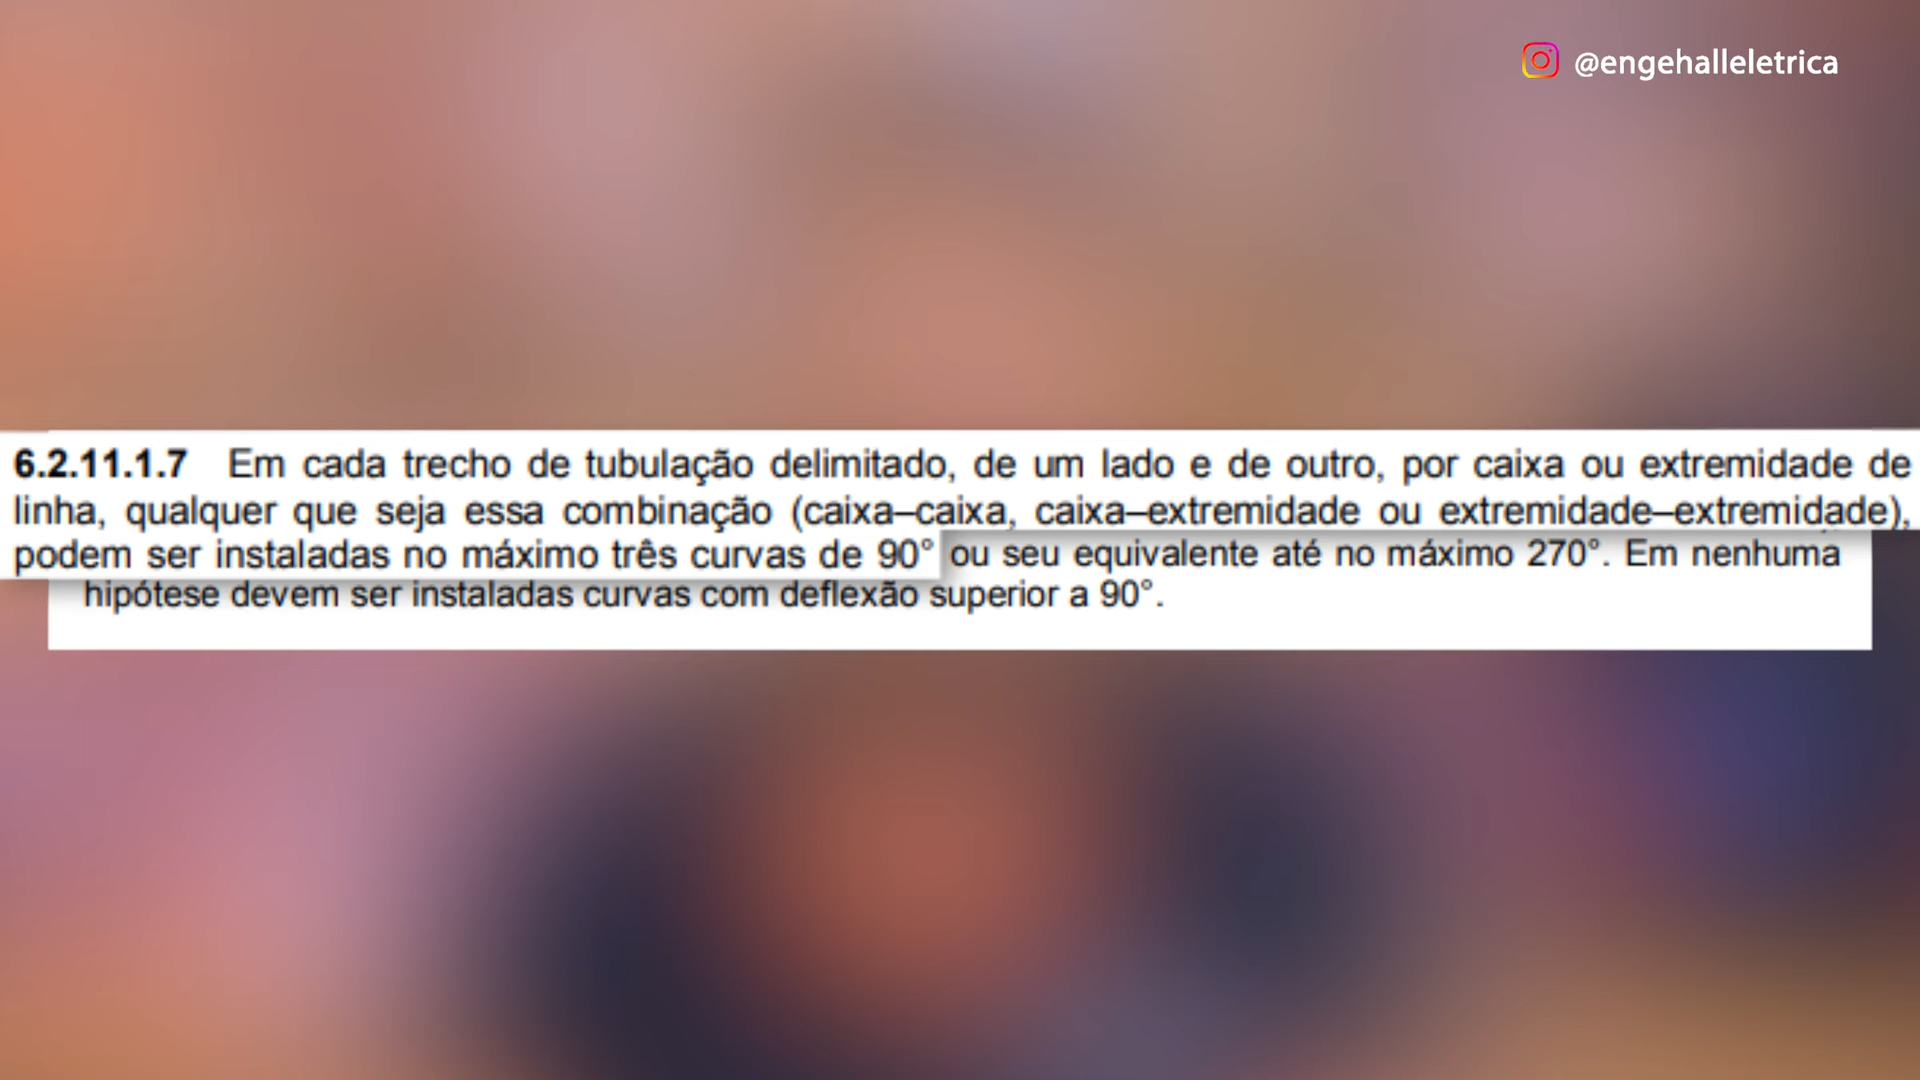 @engehalleletrica
6.2.11.1.7 Em cada trecho de tubulação delimitado, de um lado e de outro, por caixa ou extremidade de
linha, qualquer que seja essa combinação (caixa–caixa, caixa–extremidade ou extremidade–extremidade),
podem ser instaladas no máximo três curvas de 90° ou seu equivalente até no máximo 270°. Em nenhuma
hipótese devem ser instaladas curvas com deflexão superior a 90°.